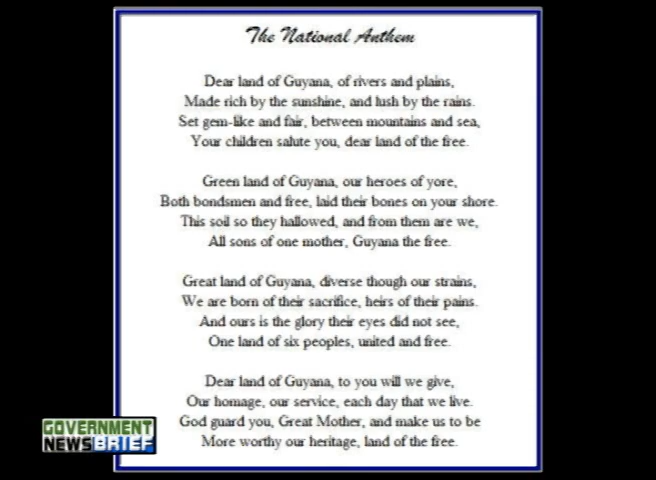 The National Anthem
Dear land of Guyana, of rivers and plains,
Made rich by the sunshine, and lush by the rains.
Set gem-like and fair, between mountains and sea,
Your children salute you, dear land of the free.
Green land of Guyana, our heroes of yore,
Both bondsmen and free, laid their bones on your shore.
This soil so they hallowed, and from them are we,
All sons of one mother, Guyana the free.
Great land of Guyana, diverse though our strains,
We are born of their sacrifice, heirs of their pains.
And ours is the glory their eyes did not see,
One land of six peoples, united and free.
Dear land of Guyana, to you will we give,
Our homage, our service, each day that we live.
God guard you, Great Mother, and make us to be
More worthy our heritage, land of the free.
GOVERNMENT
NEWSBRIEF